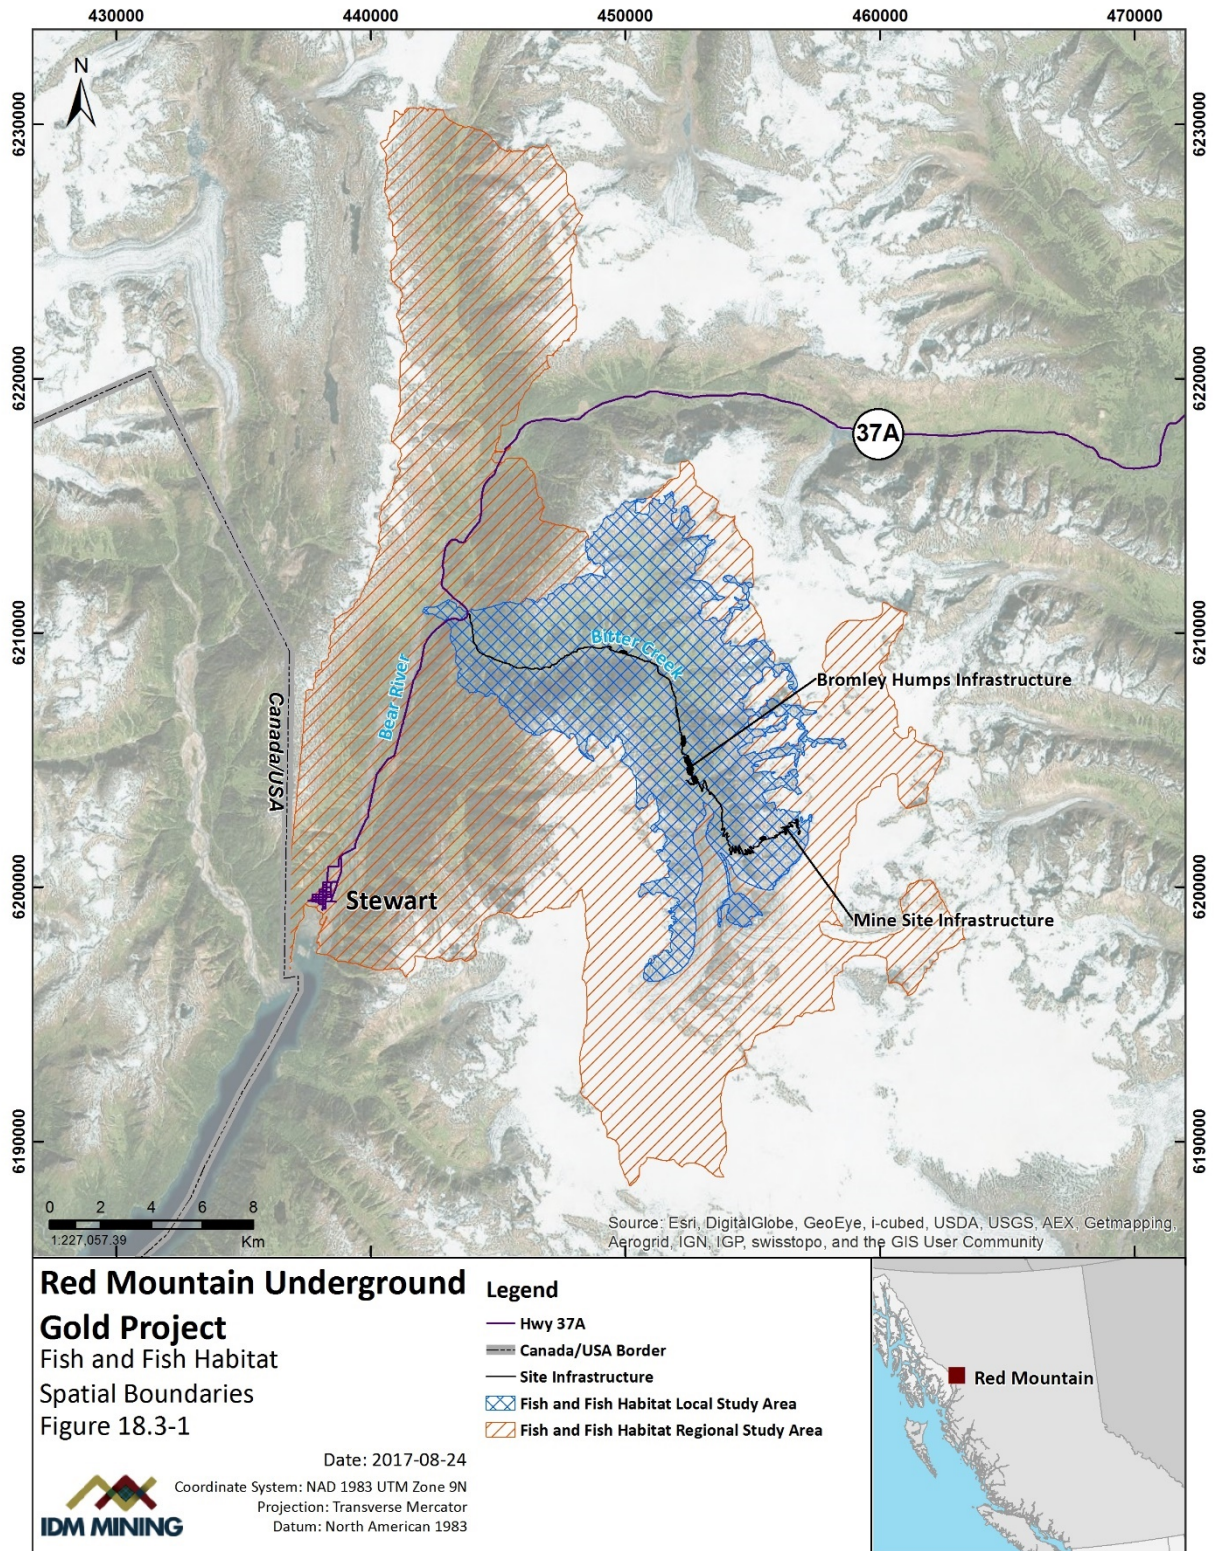 430000
440000
450000
460000
470000
N
6230000
6230000
6220000
6220000
37A
6210000
6210000
Bitter Creek
Bromley Humps Infrastructure
Bear River
Canada/USA
6200000
6200000
Stewart
Mine Site Infrastructure
6190000
6190000
0 2 4 6 8
1:227,057.39
Km
Source: Esri, DigitalGlobe, GeoEye, i-cubed, USDA, USGS, AEX, Getmapping,
Aerogrid, IGN, IGP, swisstopo, and the GIS User Community
Red Mountain Underground
Gold Project
Fish and Fish Habitat
Spatial Boundaries
Figure 18.3-1
Date: 2017-08-24
Coordinate System: NAD 1983 UTM Zone 9N
Projection: Transverse Mercator
Datum: North American 1983
IDM MINING
Legend
Hwy 37A
Canada/USA Border
Site Infrastructure
Fish and Fish Habitat Local Study Area
Fish and Fish Habitat Regional Study Area
Red Mountain